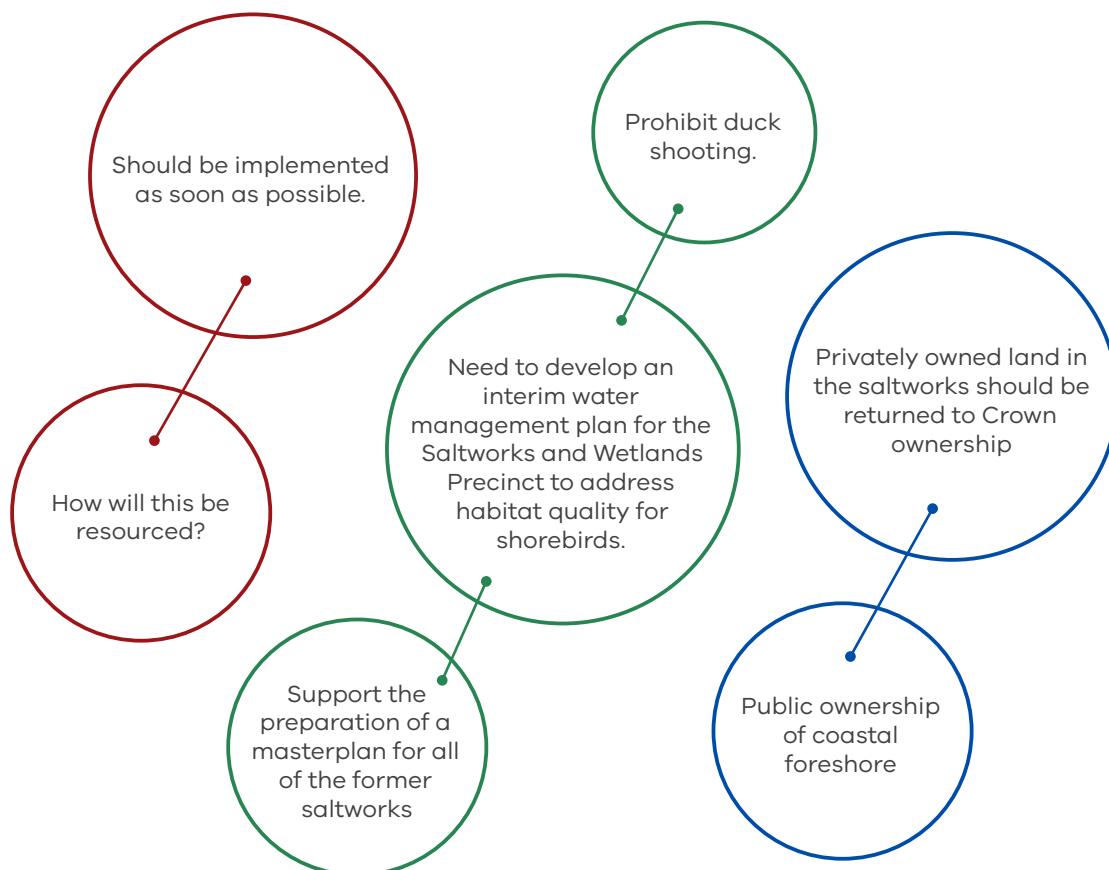 Should be implemented
as soon as possible.
How will this be
resourced?
Prohibit duck
shooting.
Need to develop an
interim water
management plan for the
Saltworks and Wetlands
Precinct to address
habitat quality for
shorebirds.
Support the
preparation of a
masterplan for all
of the former
saltworks
Privately owned land in
the saltworks should be
returned to Crown
ownership
Public ownership
of coastal
foreshore